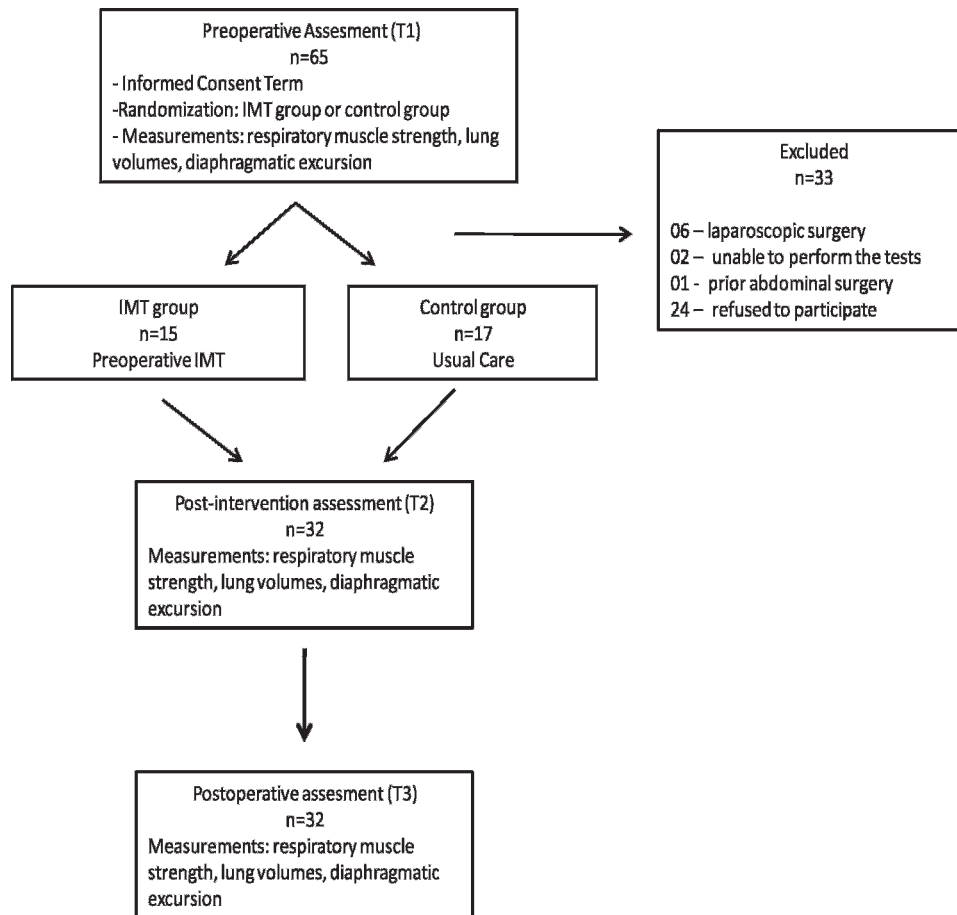 Preoperative Assesment (T1)
n=65
- Informed Consent Term
-Randomization: IMT group or control group
- Measurements: respiratory muscle strength, lung
volumes, diaphragmatic excursion
Excluded
n=33
06 – laparoscopic surgery
02 – unable to perform the tests
01 - prior abdominal surgery
24 – refused to participate
IMT group
n=15
Preoperative IMT
Control group
n=17
Usual Care
Post-intervention assessment (T2)
n=32
Measurements: respiratory muscle
strength, lung volumes, diaphragmatic
excursion
Postoperative assesment (T3)
n=32
Measurements: respiratory muscle
strength, lung volumes, diaphragmatic
excursion